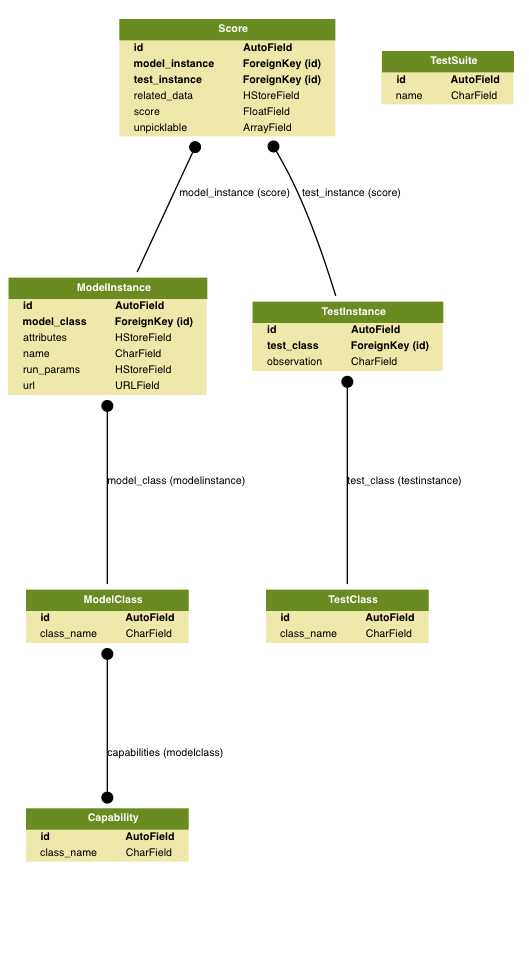 Score
id AutoField
model_instance ForeignKey (id)
test_instance ForeignKey (id)
related_data HStoreField
score FloatField
unpicklable ArrayField
TestSuite
id AutoField
name CharField
model_instance (score)
test_instance (score)
ModelInstance
id AutoField
model_class ForeignKey (id)
attributes HStoreField
name CharField
run_params HStoreField
url URLField
TestInstance
id AutoField
test_class ForeignKey (id)
observation CharField
model_class (modelinstance)
test_class (testinstance)
ModelClass
id AutoField
class_name CharField
TestClass
id AutoField
class_name CharField
capabilities (modelclass)
Capability
id AutoField
class_name CharField